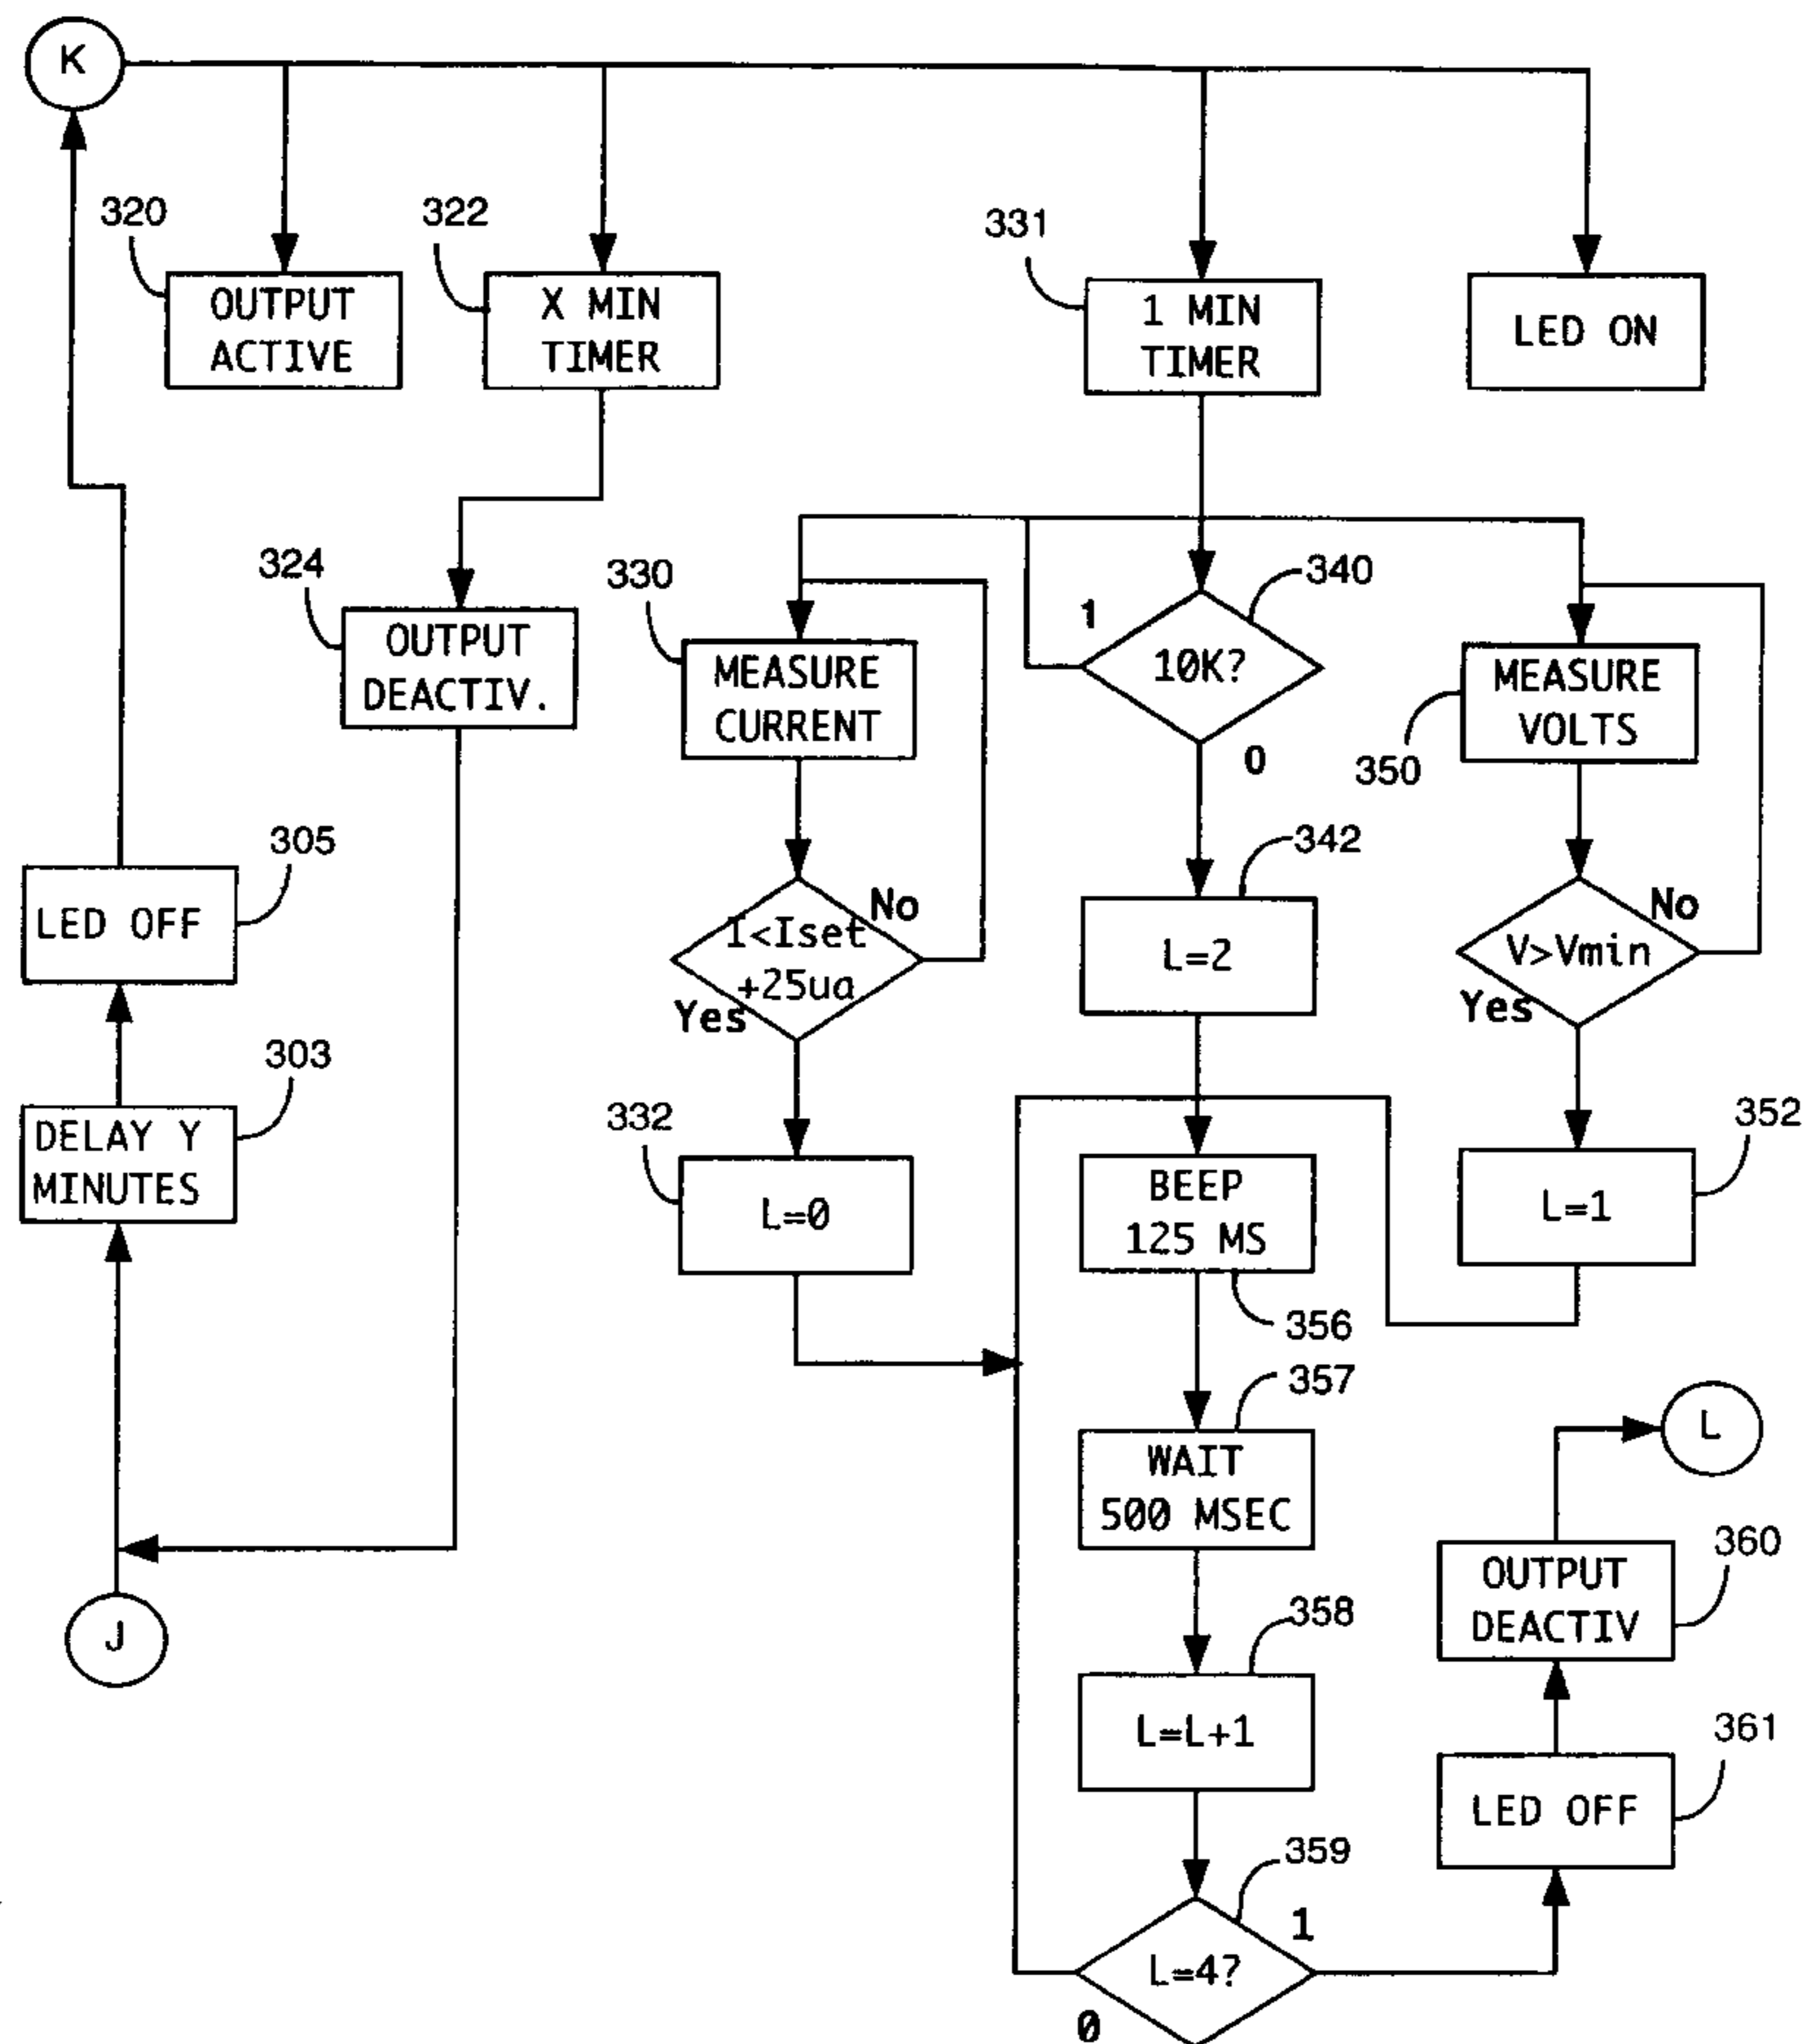 K
320
322
331
OUTPUT
ACTIVE
X MIN
TIMER
1 MIN
TIMER
LED ON
324
330
340
1
OUTPUT
DEACTIV.
MEASURE
CURRENT
10K?
MEASURE
VOLTS
350
0
305
342
LED OFF
No
I<Iset
+25ua
Yes
L=2
No
V>Vmin
Yes
303
332
352
DELAY Y
MINUTES
L=0
BEEP
125 MS
L=1
356
357
L
WAIT
500 MSEC
360
OUTPUT
DEACTIV
358
J
L=L+1
361
LED OFF
359
1
L=4?
0